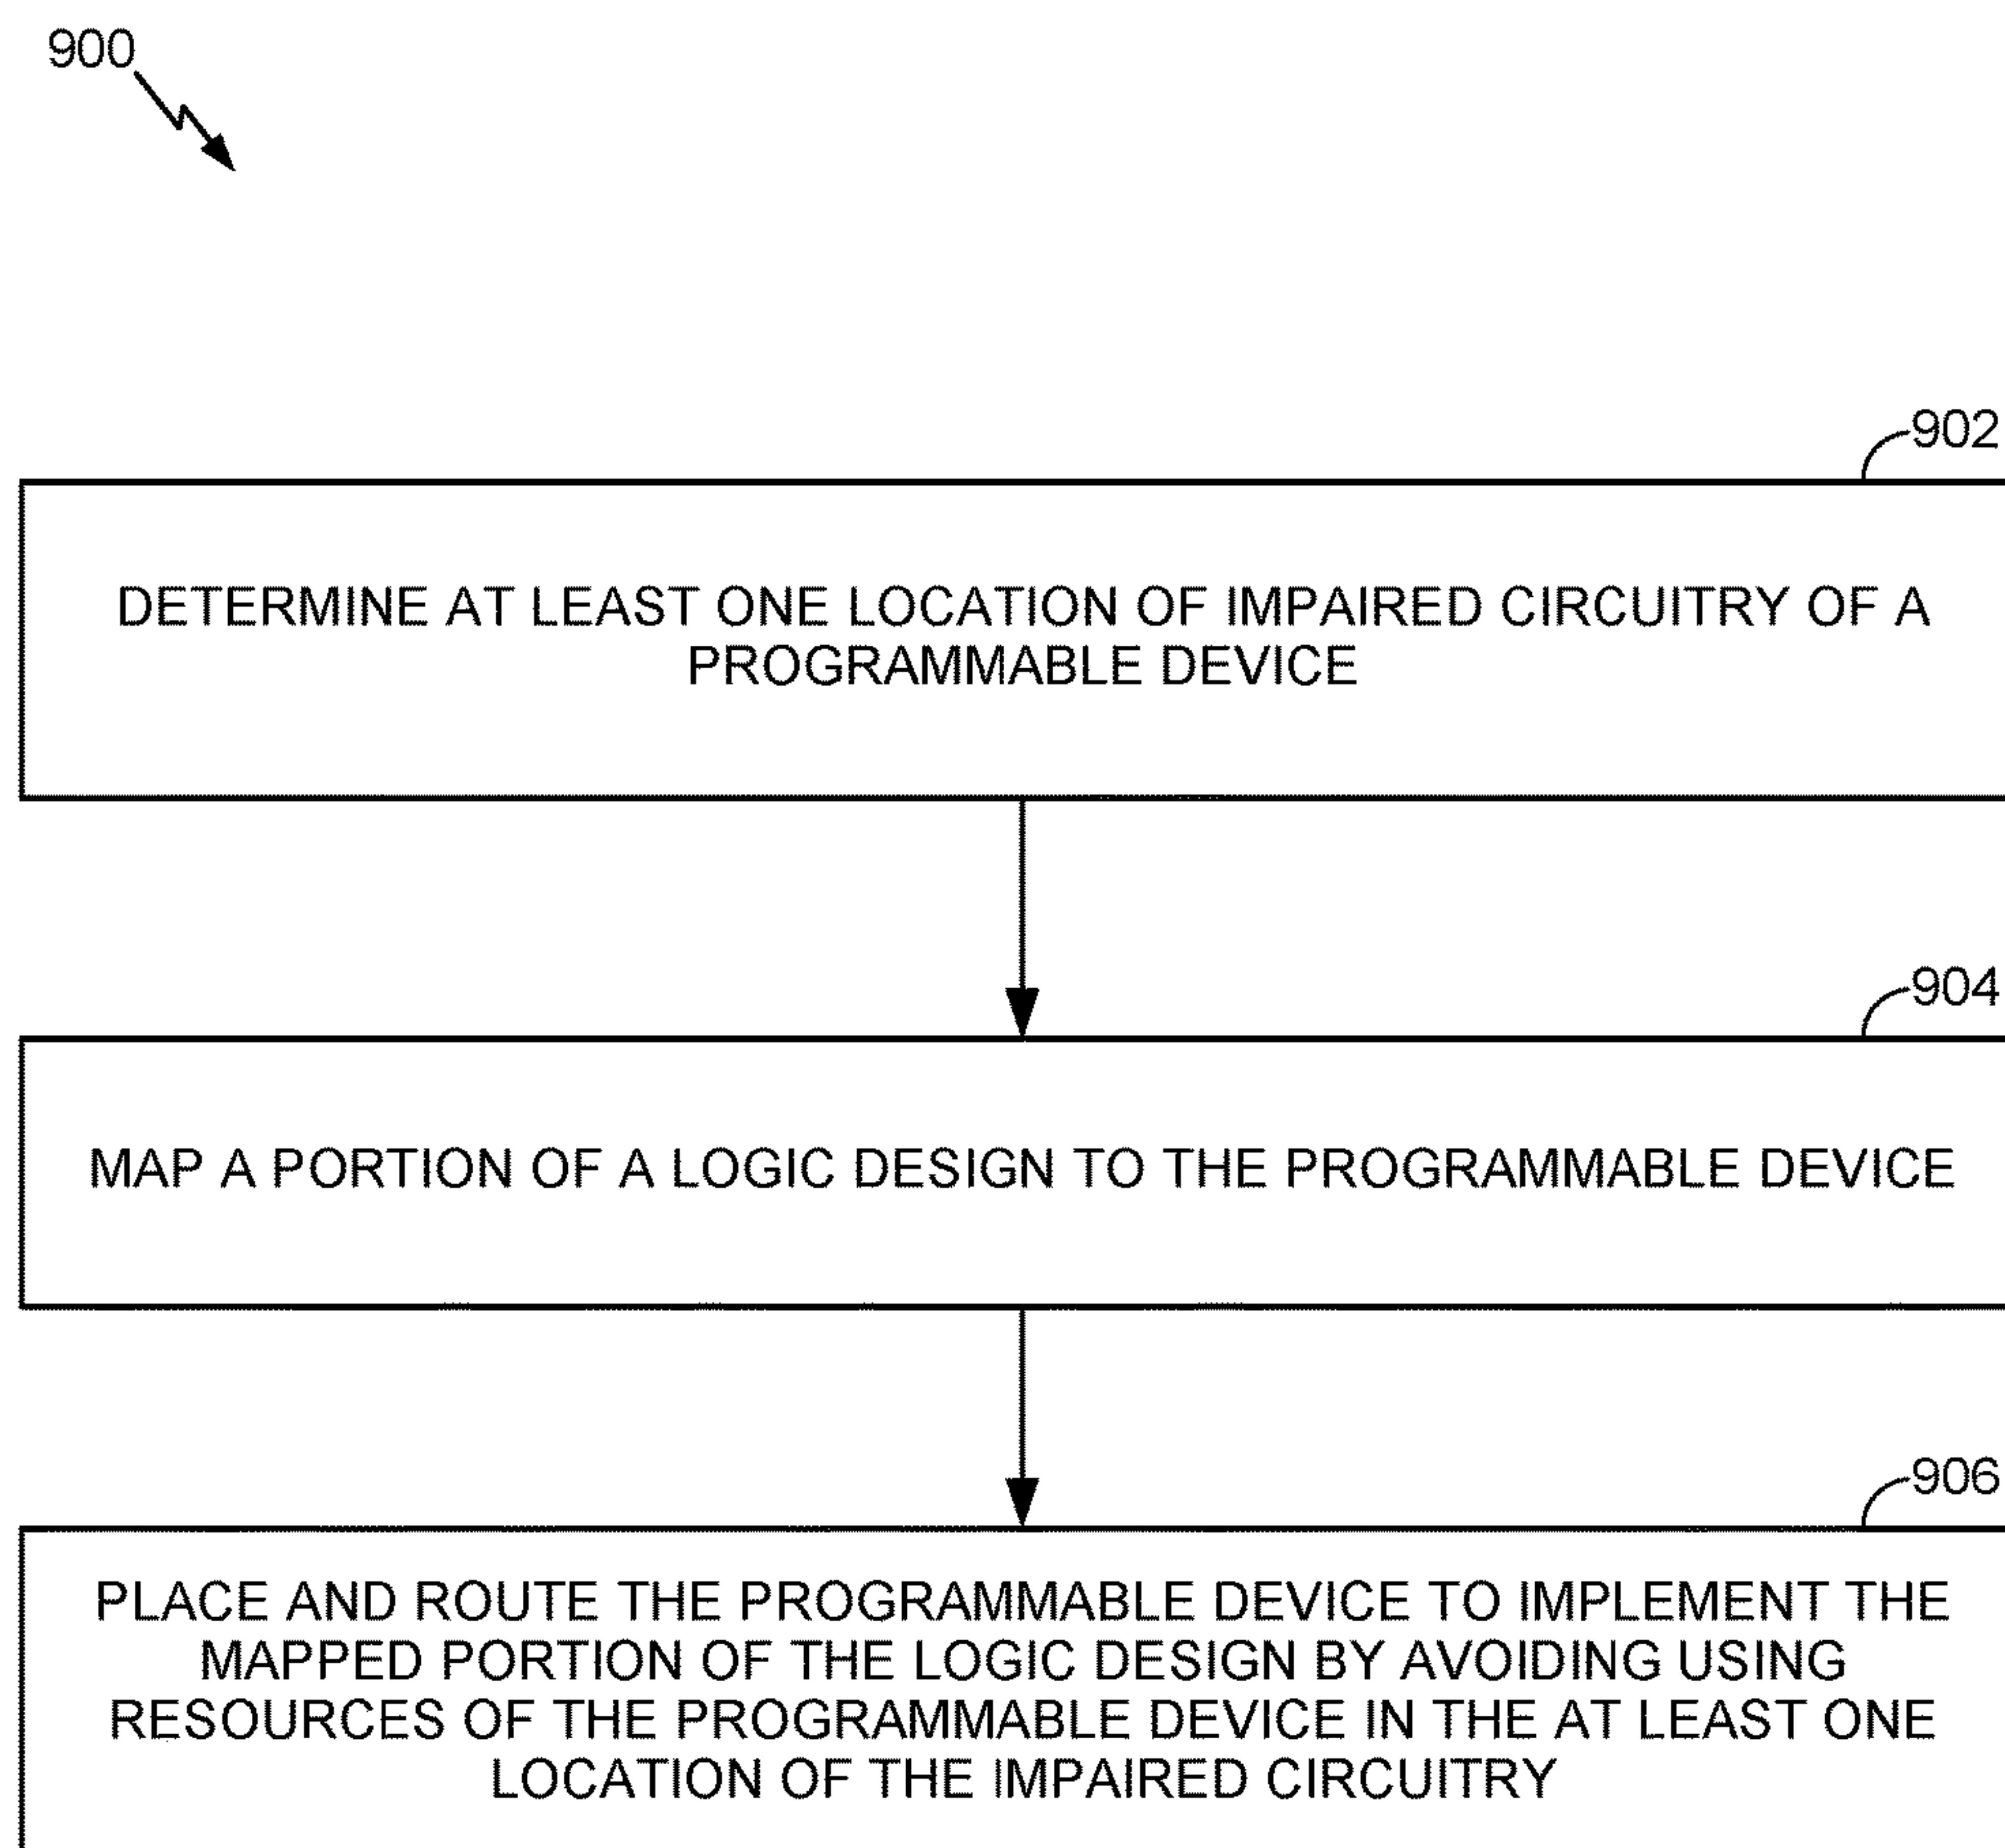 900
902
DETERMINE AT LEAST ONE LOCATION OF IMPAIRED CIRCUITRY OF A
PROGRAMMABLE DEVICE
904
MAP A PORTION OF A LOGIC DESIGN TO THE PROGRAMMABLE DEVICE
906
PLACE AND ROUTE THE PROGRAMMABLE DEVICE TO IMPLEMENT THE
MAPPED PORTION OF THE LOGIC DESIGN BY AVOIDING USING
RESOURCES OF THE PROGRAMMABLE DEVICE IN THE AT LEAST ONE
LOCATION OF THE IMPAIRED CIRCUITRY